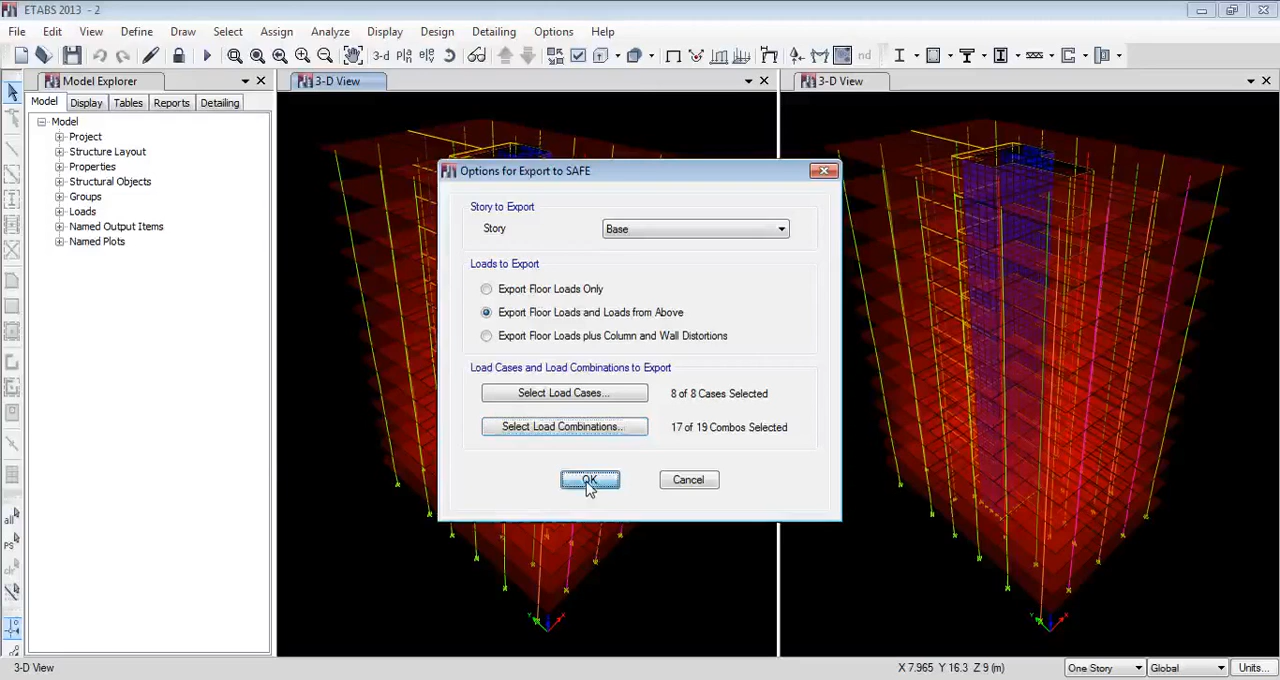 ETABS 2013 - 2
File Edit View Define Draw Select Assign Analyze Display Design Detailing Options Help
3-d
nd
Model Explorer
3-D View
3-D View
Model Display Tables Reports Detailing
Model
Project
Structure Layout
Properties
Structural Objects
Groups
Loads
Named Output Items
Named Plots
Options for Export to SAFE
Story to Export
Story
Base
Loads to Export
Export Floor Loads Only
Export Floor Loads and Loads from Above
Export Floor Loads plus Column and Wall Distortions
Load Cases and Load Combinations to Export
Select Load Cases...
8 of 8 Cases Selected
Select Load Combinations...
17 of 19 Combos Selected
OK
Cancel
all
PS
clr
3-D View
X 7.965 Y 16.3 Z 9 (m)
One Story
Global
Units...